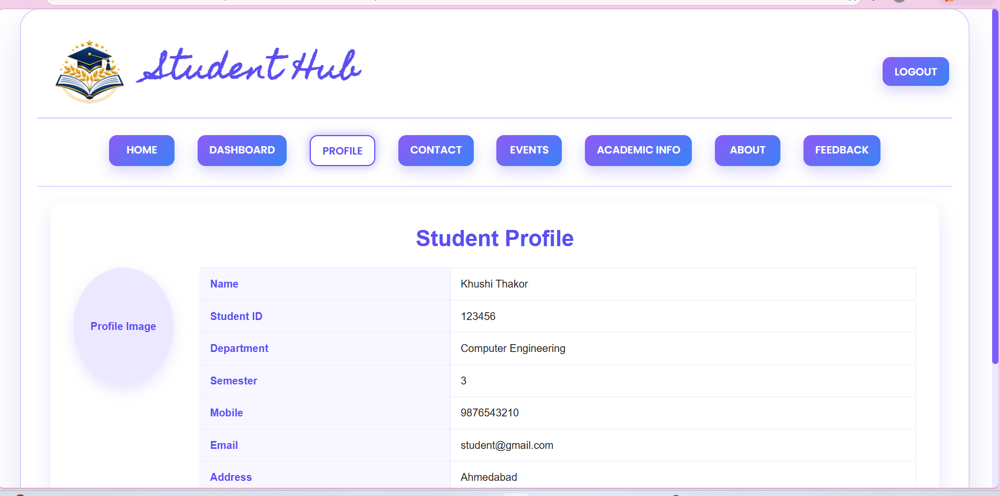 Student Hub
LOGOUT
HOME DASHBOARD PROFILE CONTACT EVENTS ACADEMIC INFO ABOUT FEEDBACK
Student Profile
Profile Image
Name Khushi Thakor
Student ID 123456
Department Computer Engineering
Semester 3
Mobile 9876543210
Email student@gmail.com
Address Ahmedabad